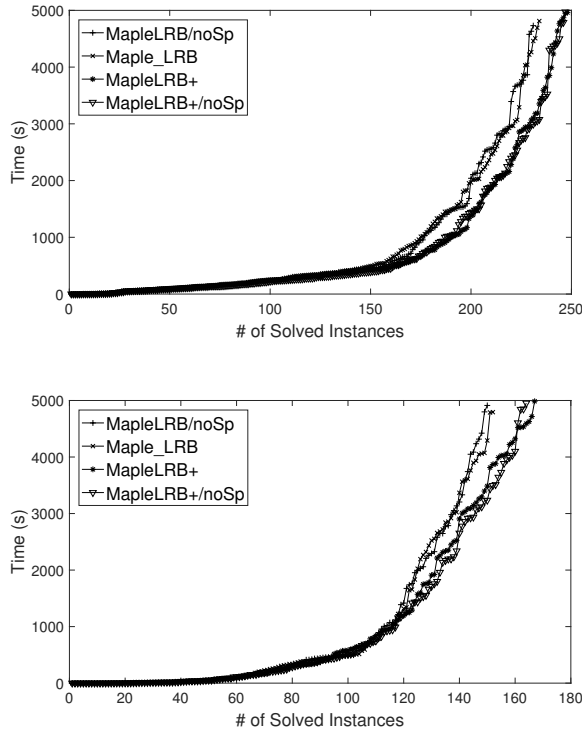 5000
4000
3000
2000
1000
0
Time (s)
MapleLRB/noSp
Maple_LRB
MapleLRB+
MapleLRB+/noSp
50 100 150 200 250
# of Solved Instances
5000
4000
3000
2000
1000
0
Time (s)
MapleLRB/noSp
Maple_LRB
MapleLRB+
MapleLRB+/noSp
0 20 40 60 80 100 120 140 160 180
# of Solved Instances